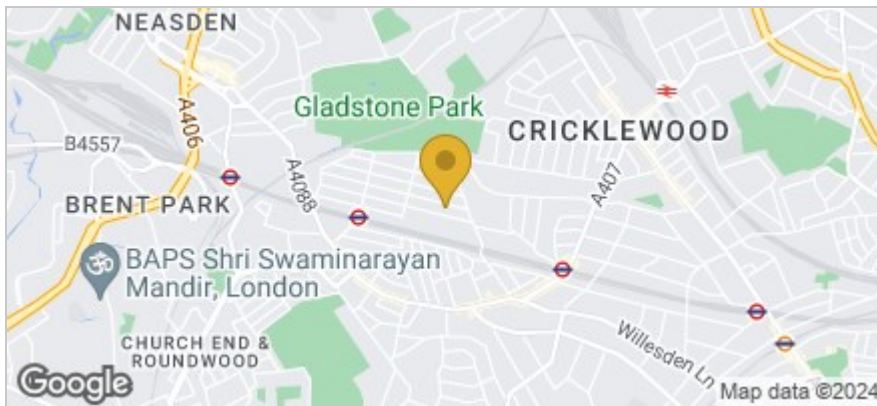 NEASDEN
A406
B4557
Gladstone Park
CRICKLEWOOD
A4088
A407
BRENT PARK
BAPS Shri Swaminarayan
Mandir, London
CHURCH END &
ROUNDWOOD
Willesden Ln
Google
Map data ©2024